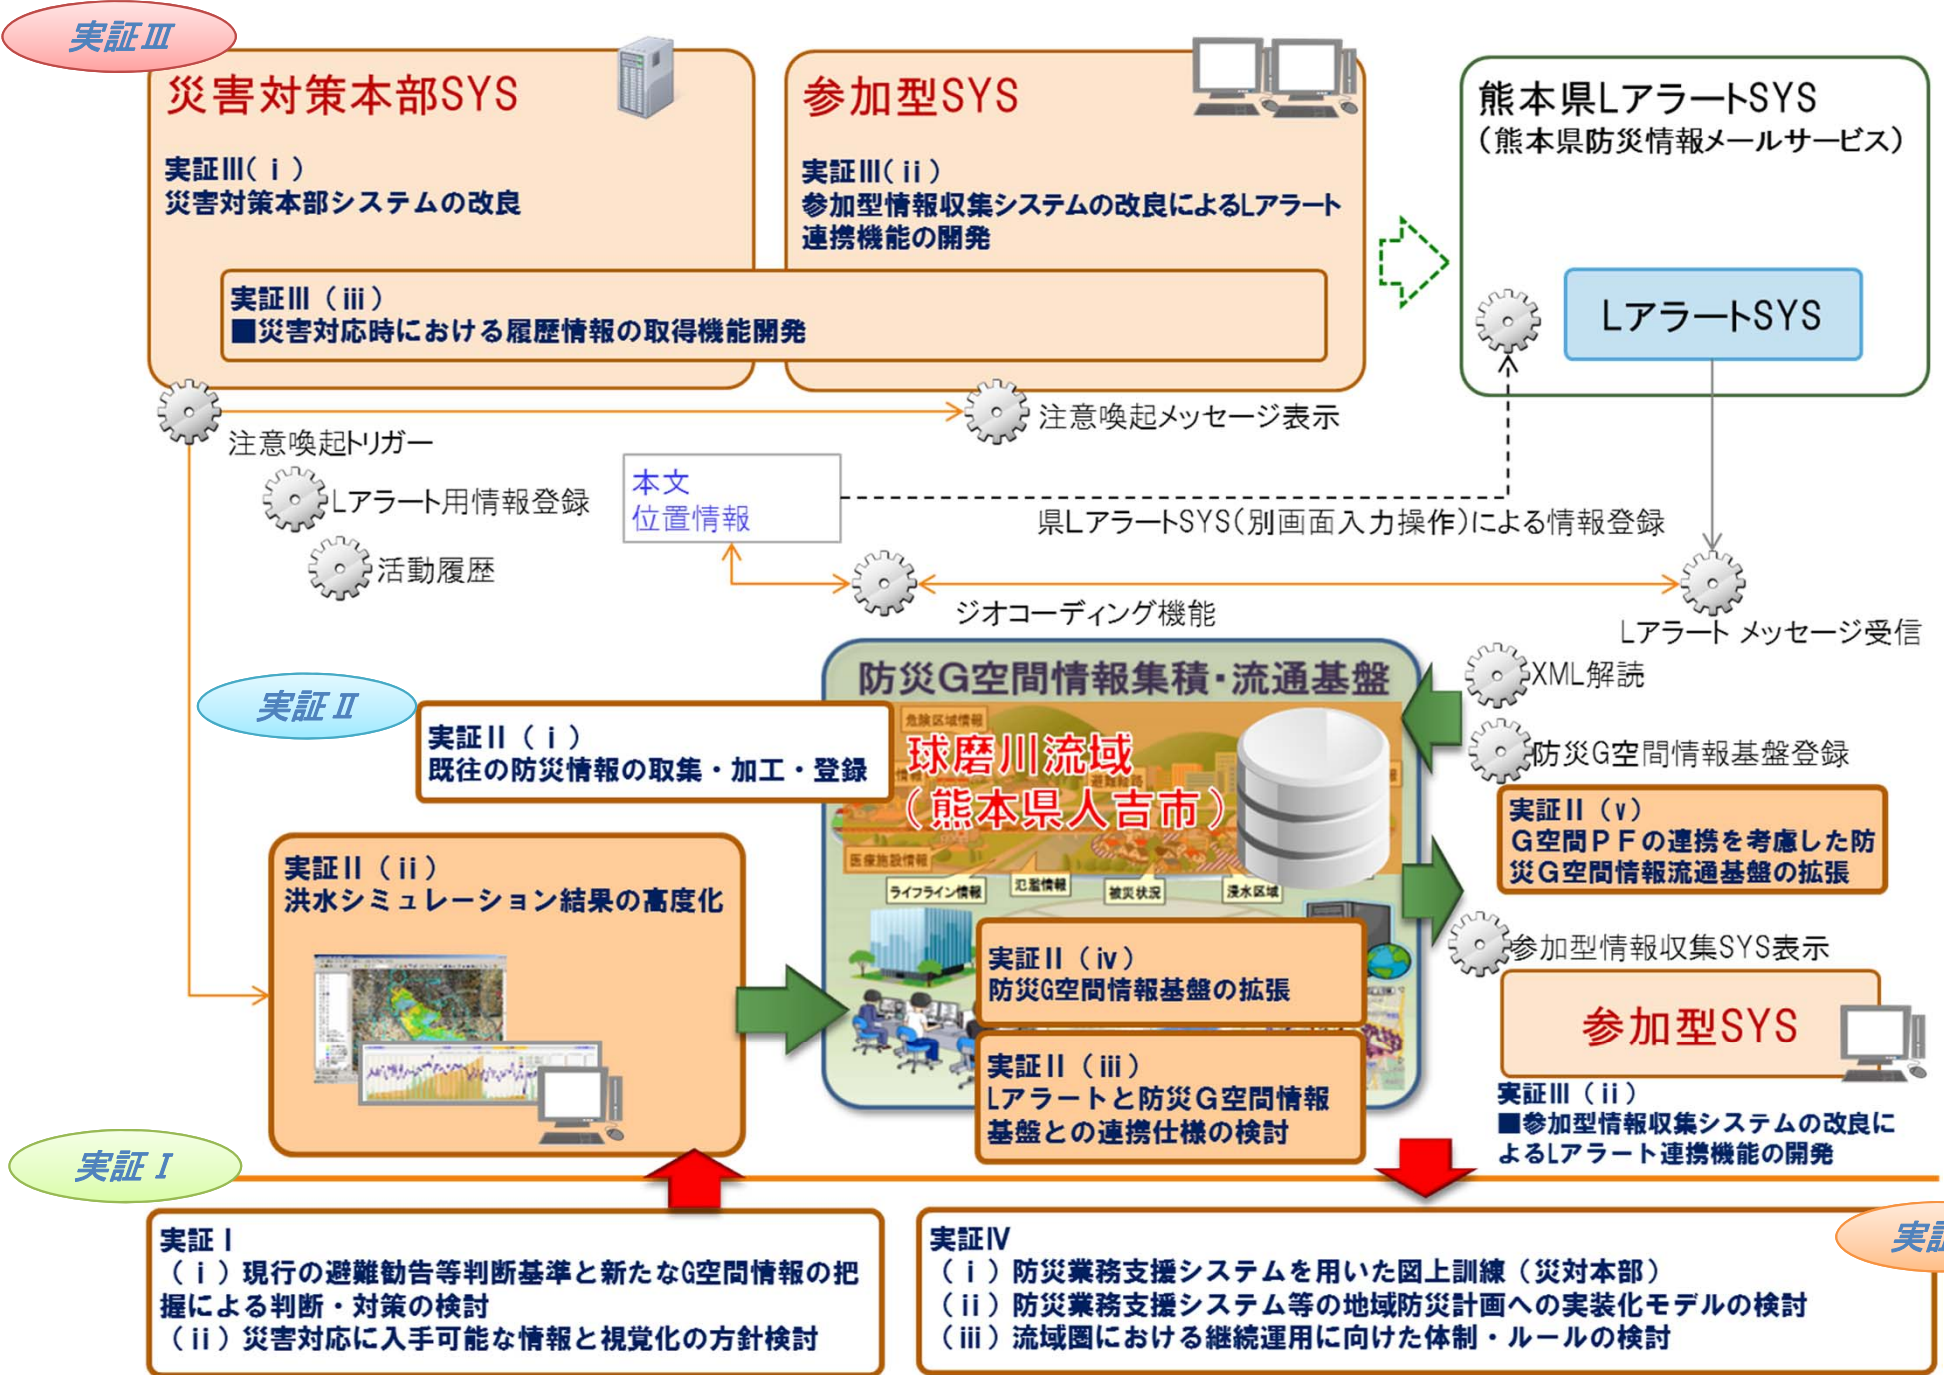 実証Ⅲ
災害対策本部SYS
実証Ⅲ(ⅰ)
災害対策本部システムの改良
参加型SYS
実証Ⅲ(ⅱ)
参加型情報収集システムの改良によるLアラート
連携機能の開発
実証Ⅲ（ⅲ）
■災害対応時における履歴情報の取得機能開発
熊本県LアラートSYS
（熊本県防災情報メールサービス）
LアラートSYS
注意喚起トリガー
注意喚起メッセージ表示
Lアラート用情報登録
活動履歴
本文
位置情報
県LアラートSYS(別画面入力操作)による情報登録
ジオコーディング機能
Lアラート メッセージ受信
XML解読
防災G空間情報基盤登録
実証Ⅱ
実証Ⅱ（ⅰ）
既往の防災情報の取集・加工・登録
防災G空間情報集積・流通基盤
危険区域情報
球磨川流域
（熊本県人吉市）
避難経路
医療施設情報
ライフライン情報
氾濫情報
被災状況
浸水区域
実証Ⅱ（ⅴ）
G空間PFの連携を考慮した防
災G空間情報流通基盤の拡張
実証Ⅱ（ⅱ）
洪水シミュレーション結果の高度化
実証Ⅱ（ⅳ）
防災G空間情報基盤の拡張
実証Ⅱ（ⅲ）
Lアラートと防災G空間情報
基盤との連携仕様の検討
参加型情報収集SYS表示
参加型SYS
実証Ⅲ（ⅱ）
■参加型情報収集システムの改良に
よるLアラート連携機能の開発
実証Ⅰ
実証Ⅰ
（ⅰ）現行の避難勧告等判断基準と新たなG空間情報の把
握による判断・対策の検討
（ⅱ）災害対応に入手可能な情報と視覚化の方針検討
実証Ⅳ
（ⅰ）防災業務支援システムを用いた図上訓練（災対本部）
（ⅱ）防災業務支援システム等の地域防災計画への実装化モデルの検討
（ⅲ）流域圏における継続運用に向けた体制・ルールの検討
実証